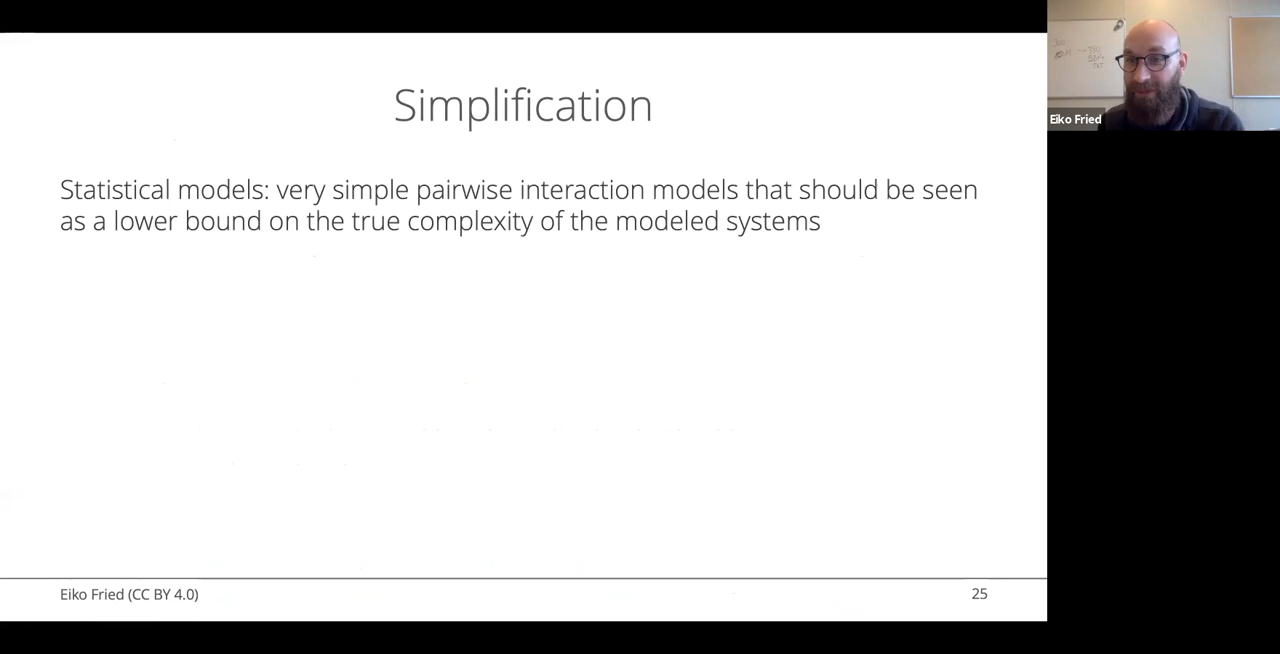 Simplification
Statistical models: very simple pairwise interaction models that should be seen
as a lower bound on the true complexity of the modeled systems
Eiko Fried (CC BY 4.0)
25
Eiko Fried